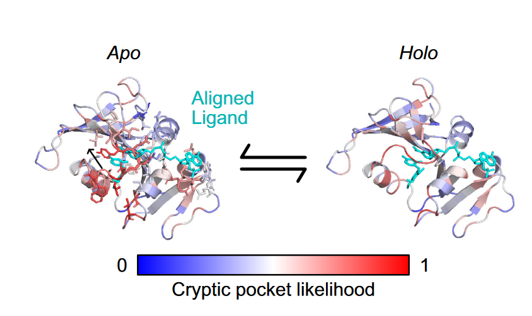 Apo
Holo
Aligned
Ligand
0
1
Cryptic pocket likelihood